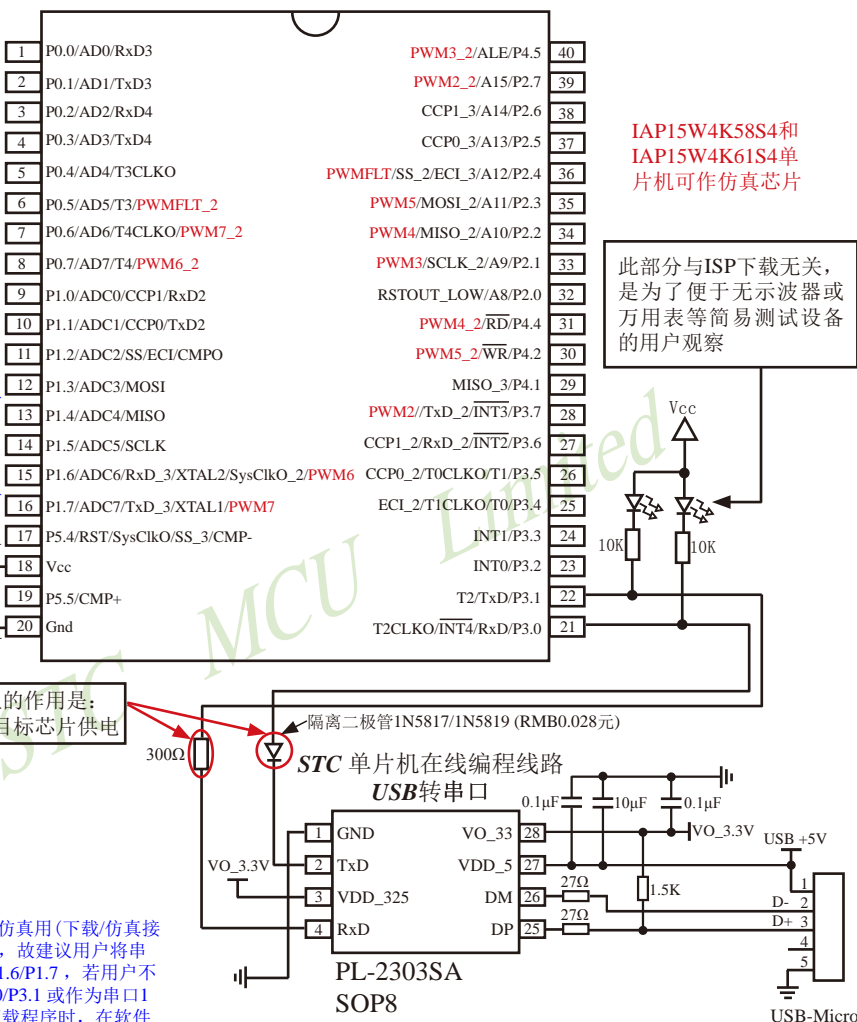 1 P0.0/AD0/RxD3
2 P0.1/AD1/TxD3
3 P0.2/AD2/RxD4
4 P0.3/AD3/TxD4
5 P0.4/AD4/T3CLKO
6 P0.5/AD5/T3/PWMFLT_2
7 P0.6/AD6/T4CLKO/PWM7_2
8 P0.7/AD7/T4/PWM6_2
9 P1.0/ADC0/CCP1/RxD2
10 P1.1/ADC1/CCP0/TxD2
11 P1.2/ADC2/SS/ECI/CMPO
12 P1.3/ADC3/MOSI
13 P1.4/ADC4/MISO
14 P1.5/ADC5/SCLK
15 P1.6/ADC6/RxD_3/XTAL2/SysClkO_2/PWM6
16 P1.7/ADC7/TxD_3/XTAL1/PWM7
17 P5.4/RST/SysClkO/SS_3/CMP-
18 Vcc
19 P5.5/CMP+
20 Gnd
PWM3_2/ALE/P4.5 40
PWM2_2/A15/P2.7 39
CCP1_3/A14/P2.6 38
CCP0_3/A13/P2.5 37
PWMFLT/SS_2/ECI_3/A12/P2.4 36
PWM5/MOSI_2/A11/P2.3 35
PWM4/MISO_2/A10/P2.2 34
PWM3/SCLK_2/A9/P2.1 33
RSTOUT_LOW/A8/P2.0 32
PWM4_2/RD/P4.4 31
PWM5_2/WR/P4.2 30
MISO_3/P4.1 29
PWM2//TxD_2/INT3/P3.7 28
CCP1_2/RxD_2/INT2/P3.6 27
CCP0_2/T0CLKO/T1/P3.5 26
ECI_2/T1CLKO/T0/P3.4 25
INT1/P3.3 24
INT0/P3.2 23
T2/TxD/P3.1 22
T2CLKO/INT4/RxD/P3.0 21
IAP15W4K58S4和
IAP15W4K61S4单
片机可作仿真芯片
此部分与ISP下载无关,
是为了便于无示波器或
万用表等简易测试设备
的用户观察
Vcc
10K
10K
STC MCU Limited
的作用是:
目标芯片供电
300Ω
隔离二极管1N5817/1N5819 (RMB0.028元)
STC 单片机在线编程线路
USB转串口
1 GND
2 TxD
3 VDD_325
4 RxD
VO_33 28
VDD_5 27
DM 26
DP 25
VO_3.3V
PL-2303SA
SOP8
0.1μF
10μF
0.1μF
VO_3.3V
USB +5V
27Ω
27Ω
1.5K
1
D- 2
D+ 3
4
5
USB-Micro
仿真用(下载/仿真接
,故建议用户将串
1.6/P1.7 ,若用户不
0/P3.1 或作为串口1
载程序时,在软件